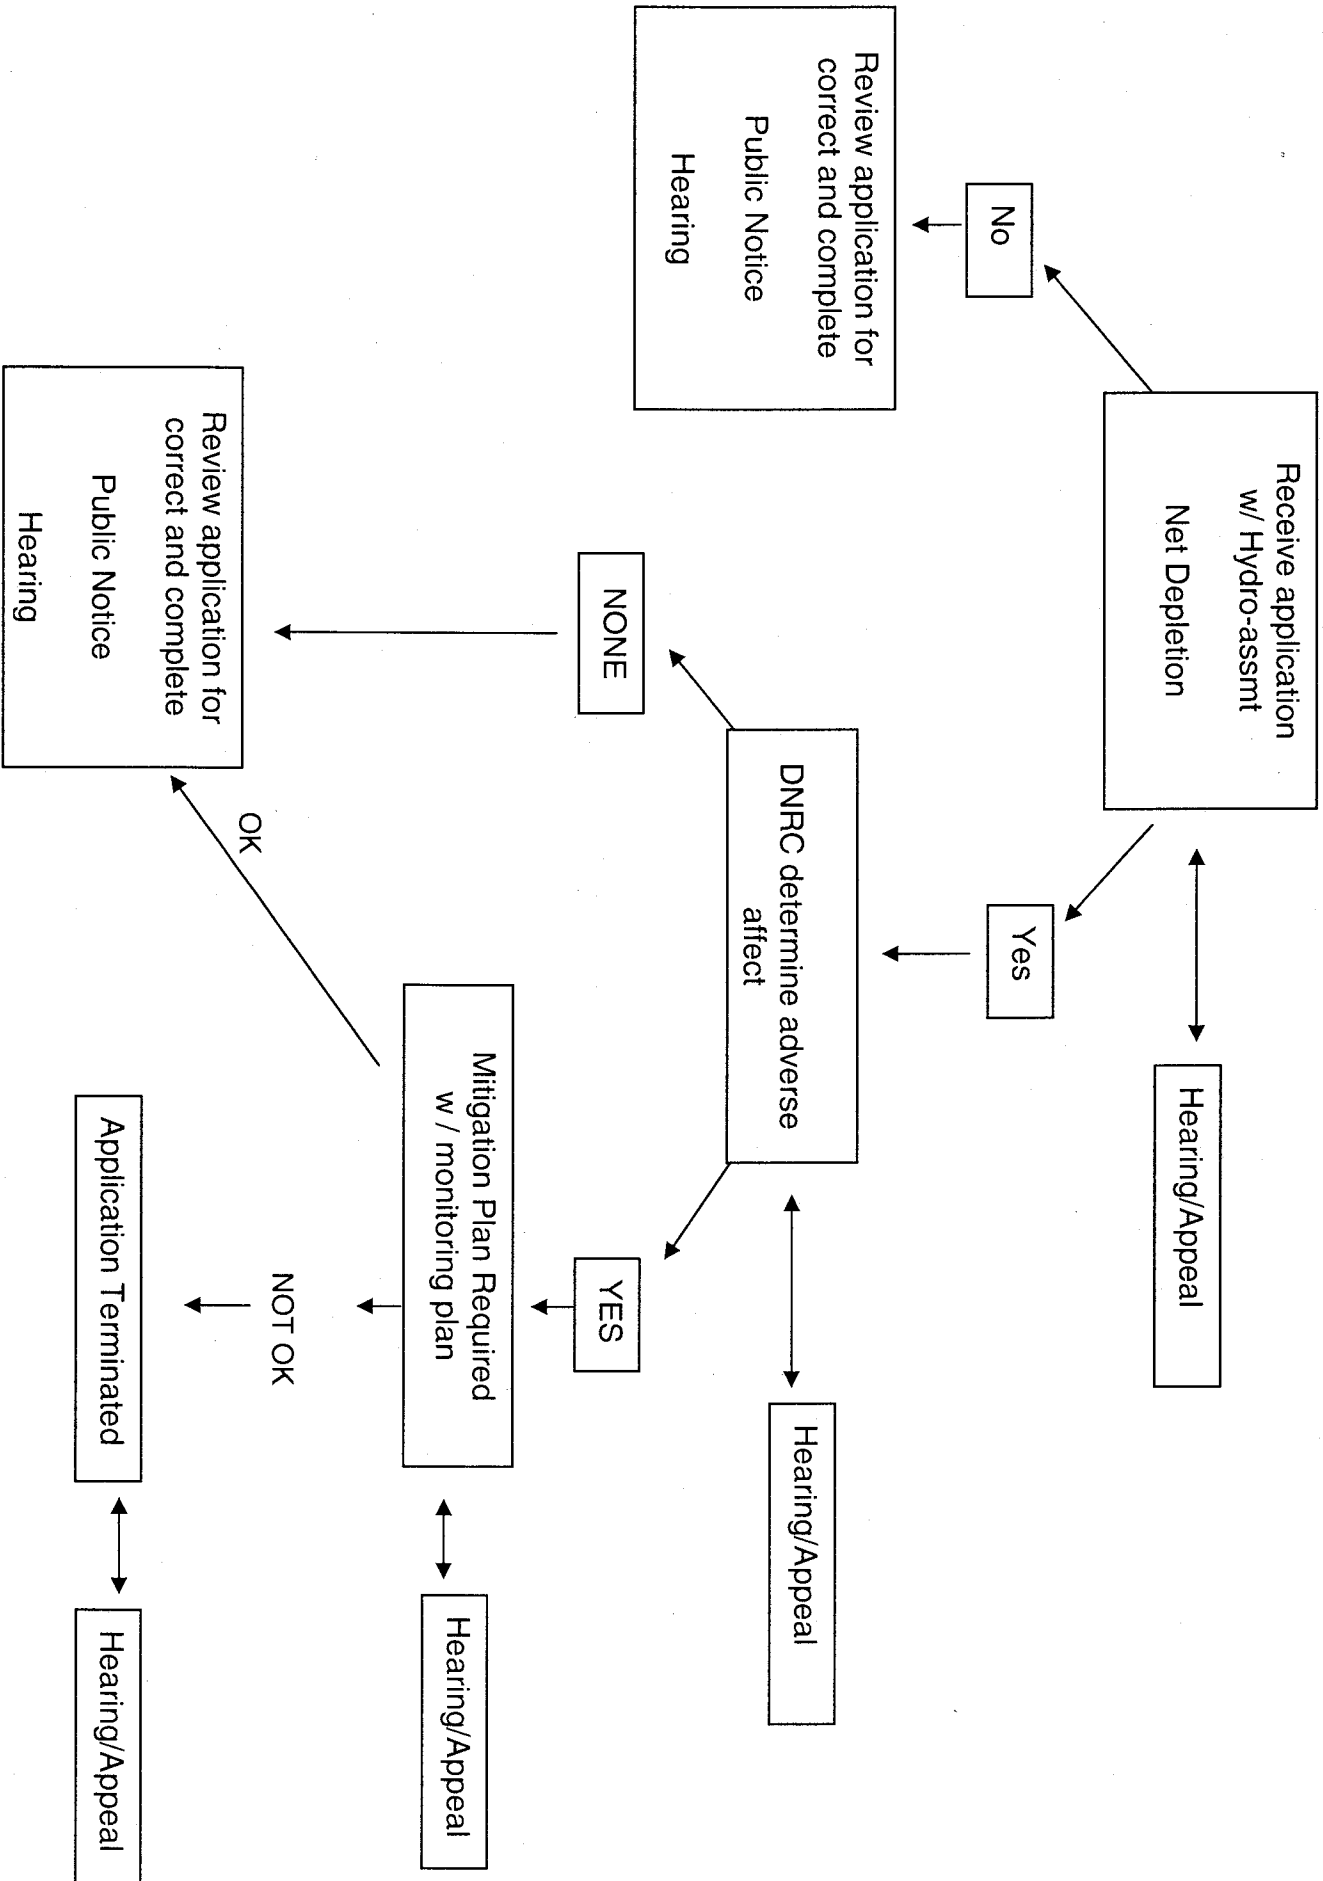 Receive application
w/ Hydro-assmt
Net Depletion
Hearing/Appeal
No
Yes
Review application for
correct and complete
Public Notice
Hearing
DNRC determine adverse
affect
Hearing/Appeal
NONE
YES
Mitigation Plan Required
w / monitoring plan
Hearing/Appeal
OK
NOT OK
Review application for
correct and complete
Public Notice
Hearing
Application Terminated
Hearing/Appeal